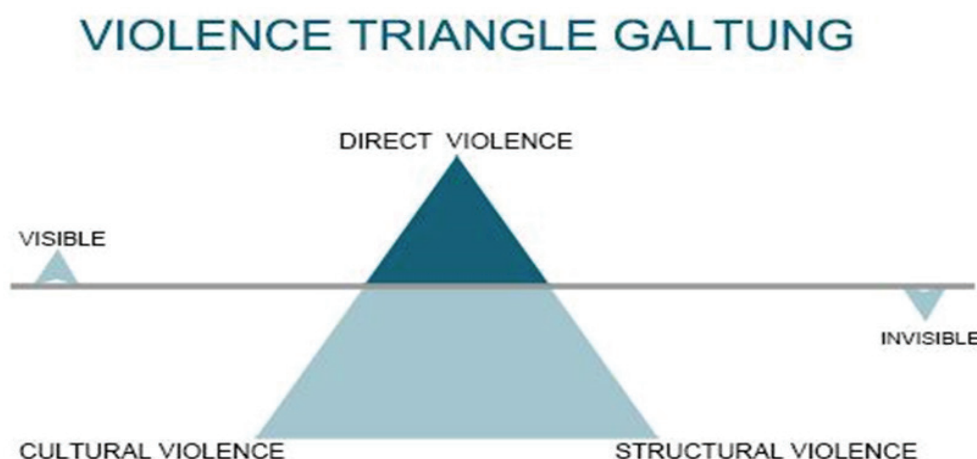 VIOLENCE TRIANGLE GALTUNG
DIRECT VIOLENCE
VISIBLE
INVISIBLE
CULTURAL VIOLENCE
STRUCTURAL VIOLENCE